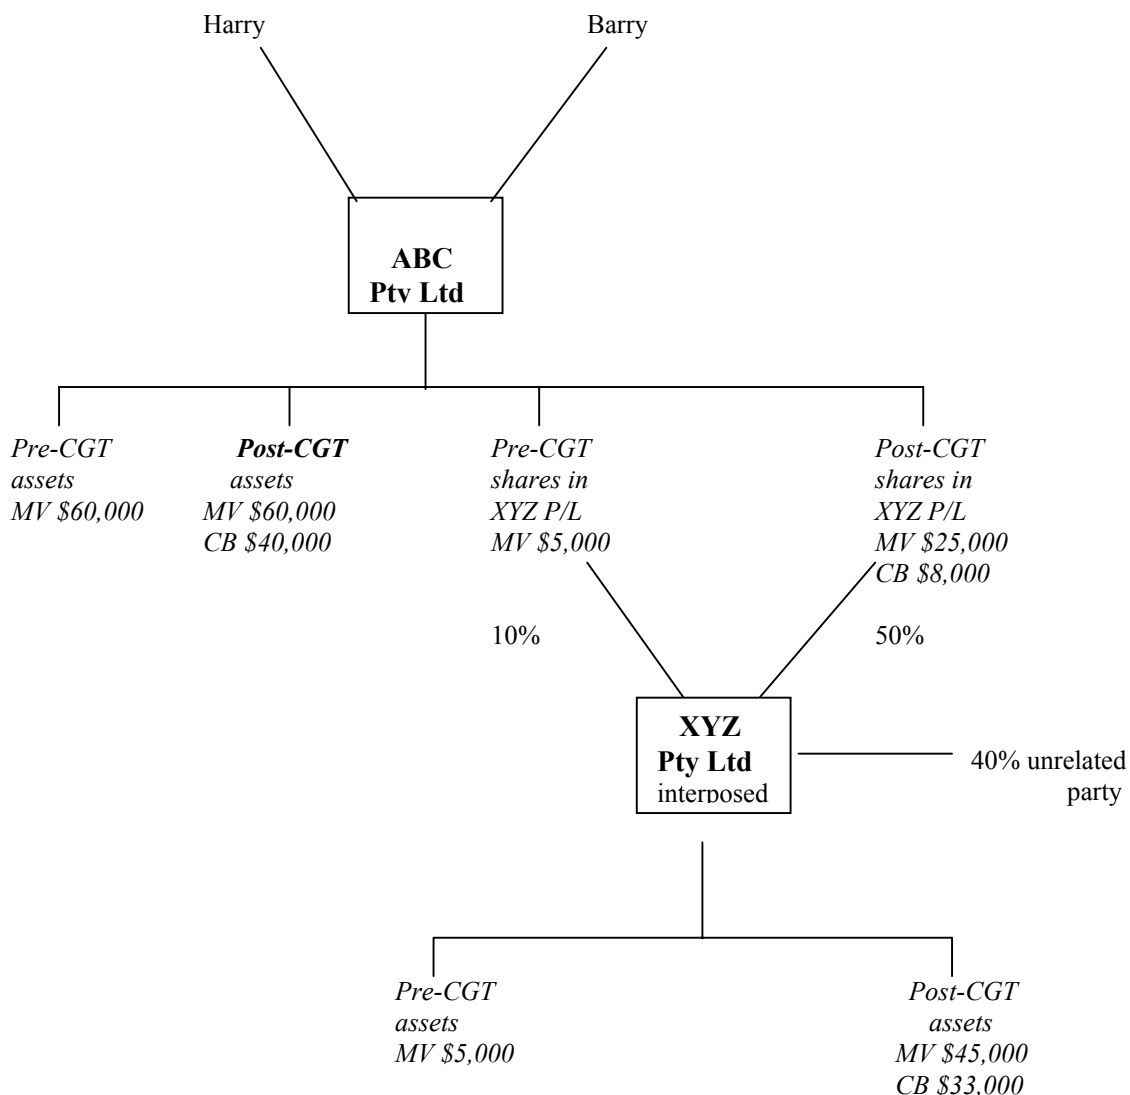 Harry
Barry
ABC
Ptv Ltd
Pre-CGT
assets
MV $60,000
Post-CGT
assets
MV $60,000
CB $40,000
Pre-CGT
shares in
XYZ P/L
MV $5,000
Post-CGT
shares in
XYZ P/L
MV $25,000
CB $8,000
10%
50%
XYZ
Pty Ltd
interposed
40% unrelated
party
Pre-CGT
assets
MV $5,000
Post-CGT
assets
MV $45,000
CB $33,000